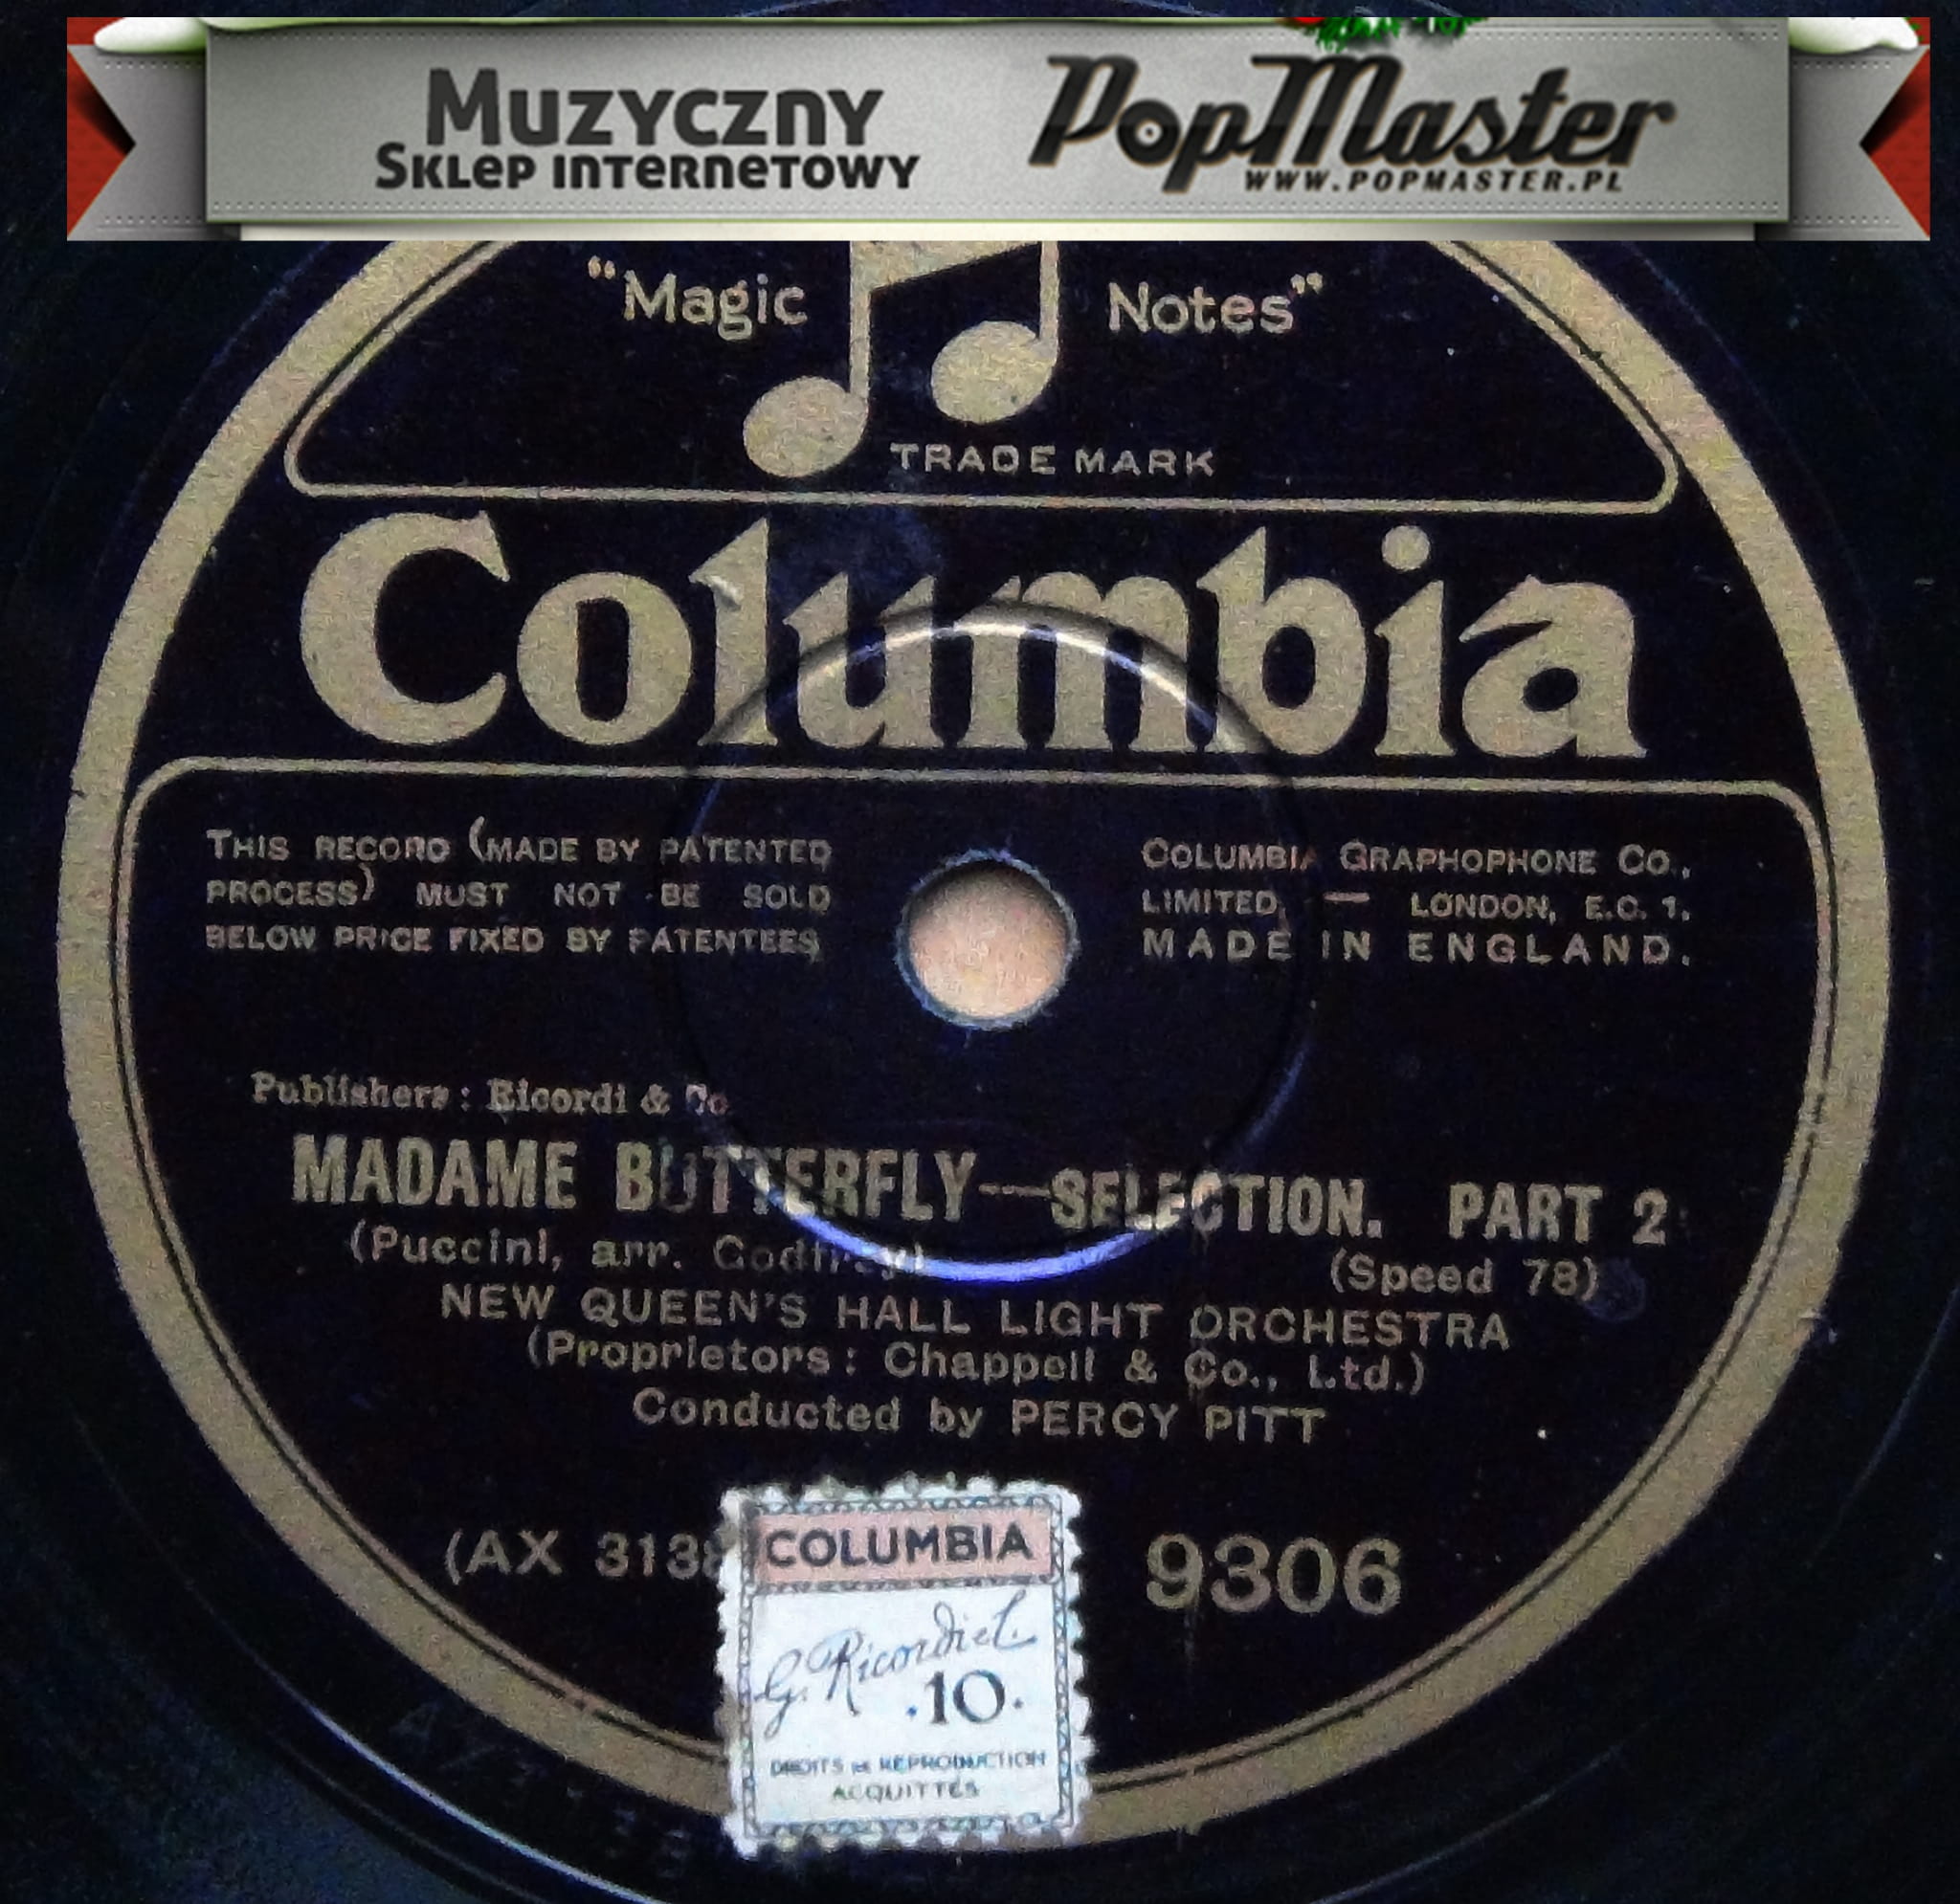 MUZYCZNY
SKLEP INTERNETOWY
PopMaster
WWW.POPMASTER.PL
"Magic Notes"
TRADE MARK
Columbia
THIS RECORD (MADE BY PATENTED
PROCESS) MUST NOT BE SOLD
BELOW PRICE FIXED BY PATENTEES
COLUMBIA GRAPHOPHONE CO.,
LIMITED, — LONDON, E.C. 1.
MADE IN ENGLAND.
Publishers: Ricordi & Co
MADAME BUTTERFLY—SELECTION. PART 2
(Puccini, arr. Godfrey)
(Speed 78)
NEW QUEEN'S HALL LIGHT ORCHESTRA
(Proprietors: Chappell & Co., Ltd.)
Conducted by PERCY PITT
(AX
9306
COLUMBIA
G. Ricordi
.10.
DROITS DE REPRODUCTION
ACQUITTÉS